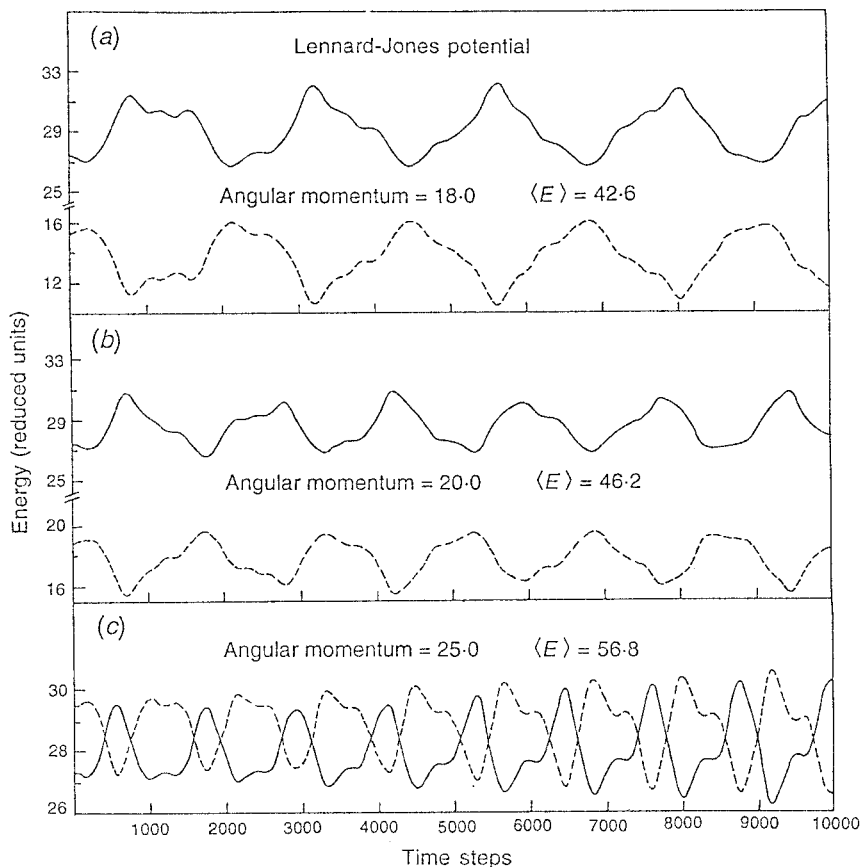 (a)
Lennard-Jones potential
33
29
25
Angular momentum = 18·0 ⟨E⟩ = 42·6
16
12
(b)
33
29
25
Angular momentum = 20·0 ⟨E⟩ = 46·2
20
16
(c)
Angular momentum = 25·0 ⟨E⟩ = 56·8
30
28
26
1000 2000 3000 4000 5000 6000 7000 8000 9000 10000
Time steps
Energy (reduced units)